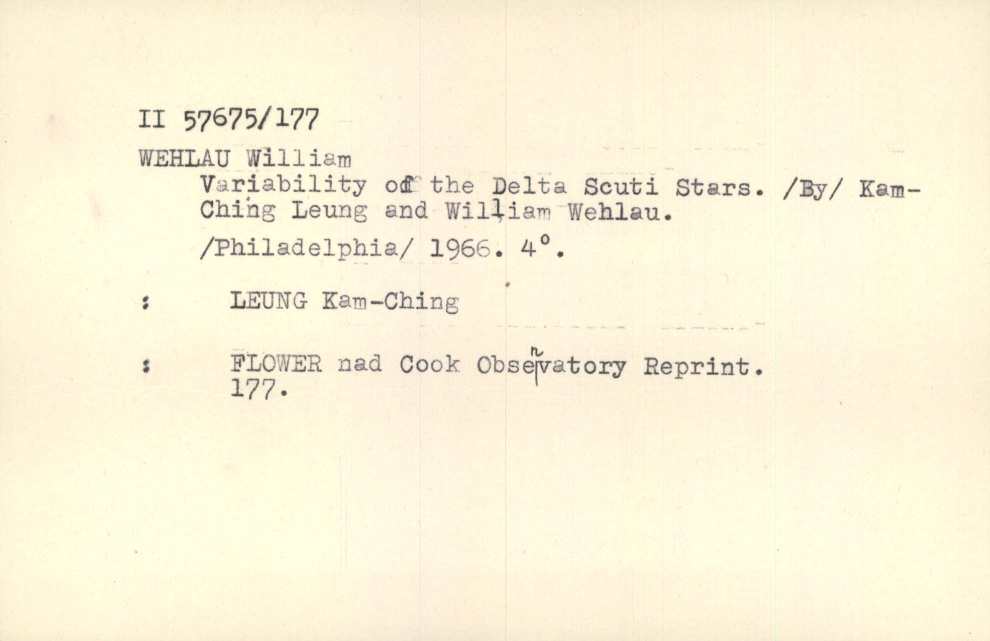 II 57675/177
WEHLAU William
Variability of the Delta Scuti Stars. /By/ Kam-
Ching Leung and William Wehlau.
/Philadelphia/ 1966. 4°.
: LEUNG Kam-Ching
: FLOWER nad Cook Observatory Reprint.
177.